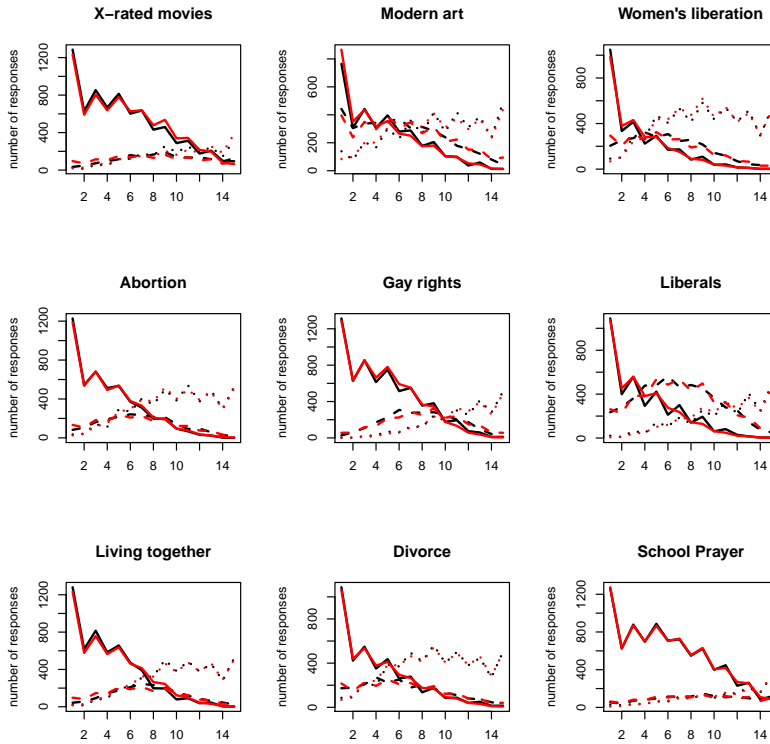 X−rated movies
number of responses
0 400 800 1200
2 4 6 8 10 14
Modern art
number of responses
0 200 400 600
2 4 6 8 10 14
Women's liberation
number of responses
0 400 800
2 4 6 8 10 14
Abortion
number of responses
0 400 800 1200
2 4 6 8 10 14
Gay rights
number of responses
0 400 800 1200
2 4 6 8 10 14
Liberals
number of responses
0 400 800
2 4 6 8 10 14
Living together
number of responses
0 400 800 1200
2 4 6 8 10 14
Divorce
number of responses
0 400 800
2 4 6 8 10 14
School Prayer
number of responses
0 400 800 1200
2 4 6 8 10 14